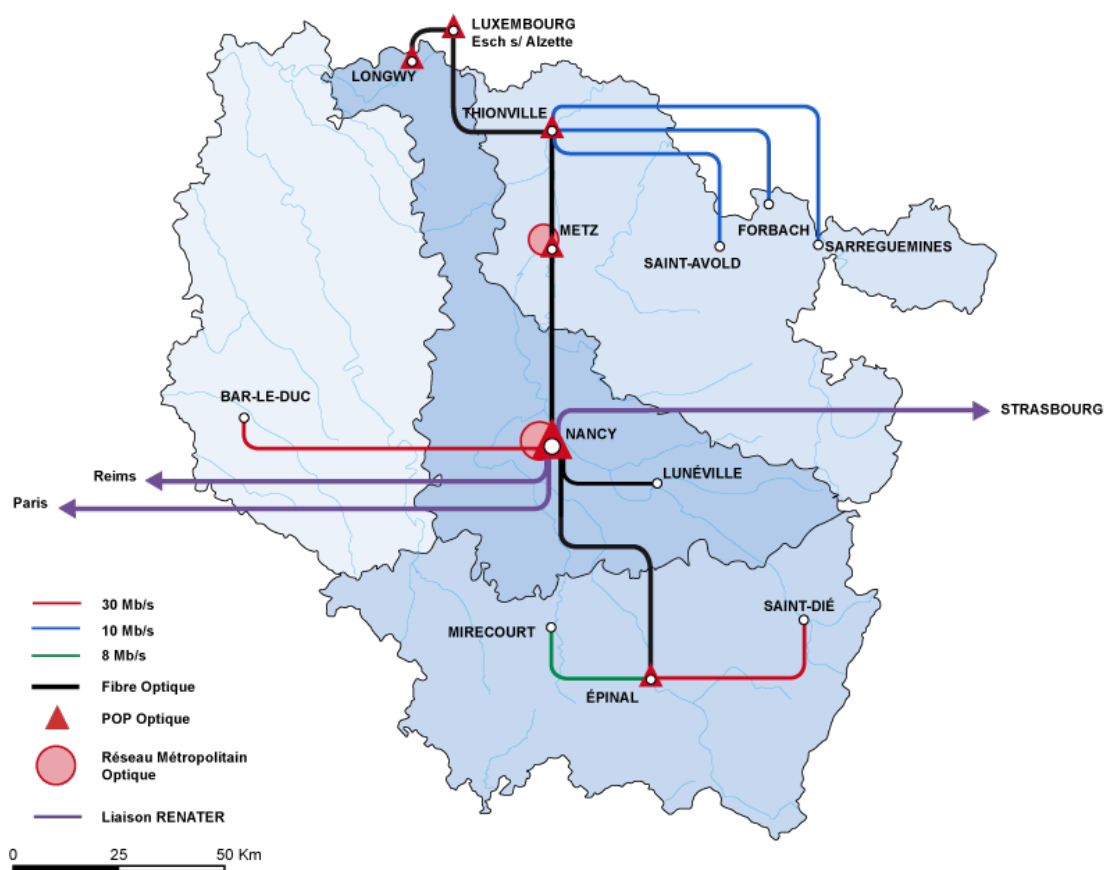 LUXEMBOURG
Esch s/ Alzette
LONGWY
THIONVILLE
METZ
FORBACH
SARREGUEMINES
SAINT-AVOLD
BAR-LE-DUC
STRASBOURG
NANCY
Reims
LUNÉVILLE
Paris
30 Mb/s
10 Mb/s
8 Mb/s
Fibre Optique
POP Optique
Réseau Métropolitain
Optique
Liaison RENATER
SAINT-DIÉ
MIRECOURT
ÉPINAL
0 25 50 Km